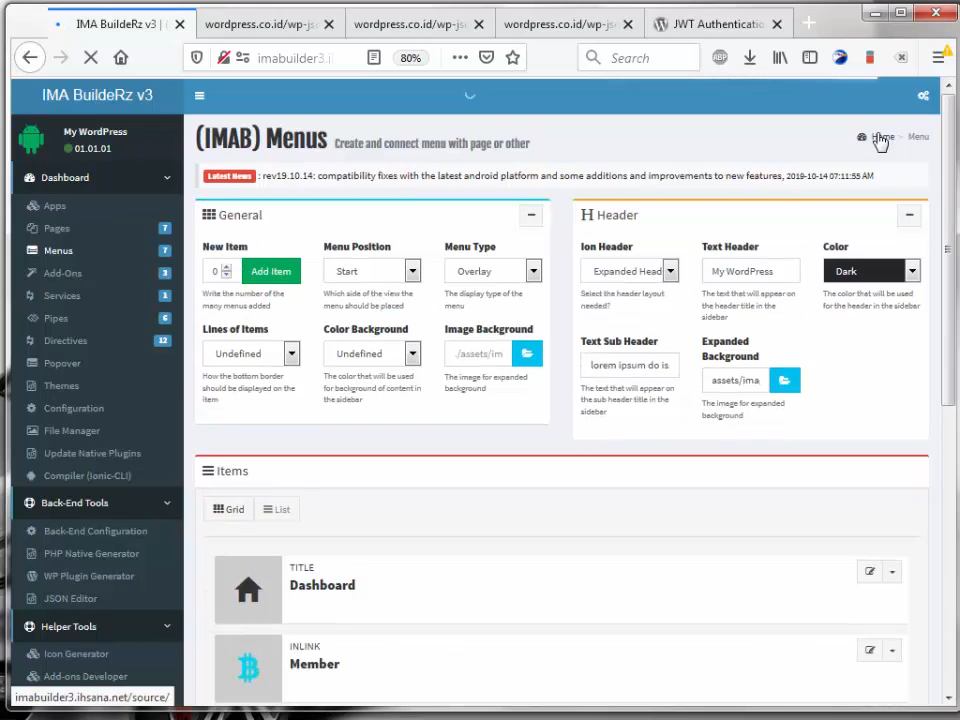 IMA BuildeRz v3 | (
wordpress.co.id/wp-js
wordpress.co.id/wp-js
wordpress.co.id/wp-js
JWT Authenticatio
imabuilder3.i
80%
Search
IMA BuildeRz v3
My WordPress
01.01.01
Dashboard
Apps
Pages 7
Menus 7
Add-Ons 3
Services 1
Pipes 6
Directives 12
Popover
Themes
Configuration
File Manager
Update Native Plugins
Compiler (Ionic-CLI)
Back-End Tools
Back-End Configuration
PHP Native Generator
WP Plugin Generator
JSON Editor
Helper Tools
Icon Generator
Add-ons Developer
imabuilder3.ihsana.net/source/
(IMAB) Menus Create and connect menu with page or other
Home > Menu
Latest News : rev19.10.14: compatibility fixes with the latest android platform and some additions and improvements to new features, 2019-10-14 07:11:55 AM
General
New Item
0 Add Item
Write the number of the
many menus added
Menu Position
Start
Which side of the view the
menu should be placed
Menu Type
Overlay
The display type of the
menu
Lines of Items
Undefined
How the bottom border
should be displayed on the
item
Color Background
Undefined
The color that will be used
for background of content in
the sidebar
Image Background
./assets/im
The image for expanded
background
Header
Ion Header
Expanded Head
Select the header layout
needed?
Text Header
My WordPress
The text that will appear on
the header title in the
sidebar
Color
Dark
The color that will be used
for the header in the sidebar
Text Sub Header
lorem ipsum do is
The text that will appear on
the sub header title in the
sidebar
Expanded
Background
assets/ima
The image for expanded
background
Items
Grid List
TITLE
Dashboard
INLINK
Member